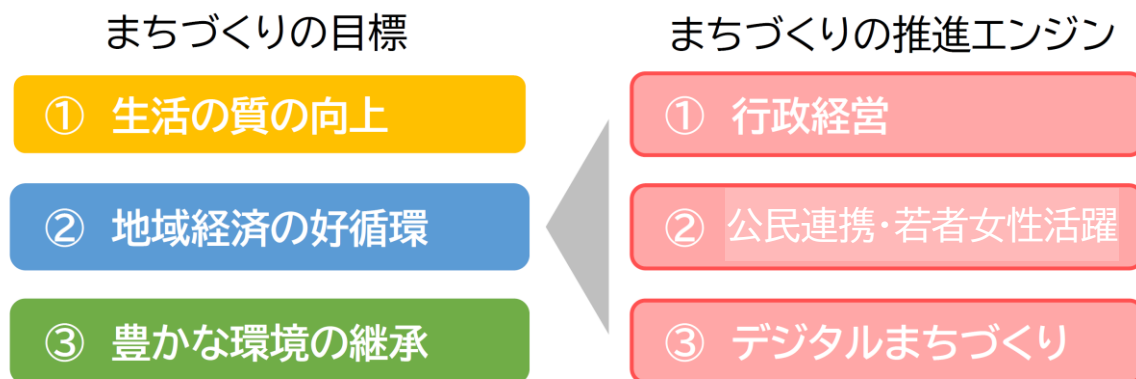 まちづくりの目標
① 生活の質の向上
② 地域経済の好循環
③ 豊かな環境の継承
まちづくりの推進エンジン
① 行政経営
② 公民連携・若者女性活躍
③ デジタルまちづくり